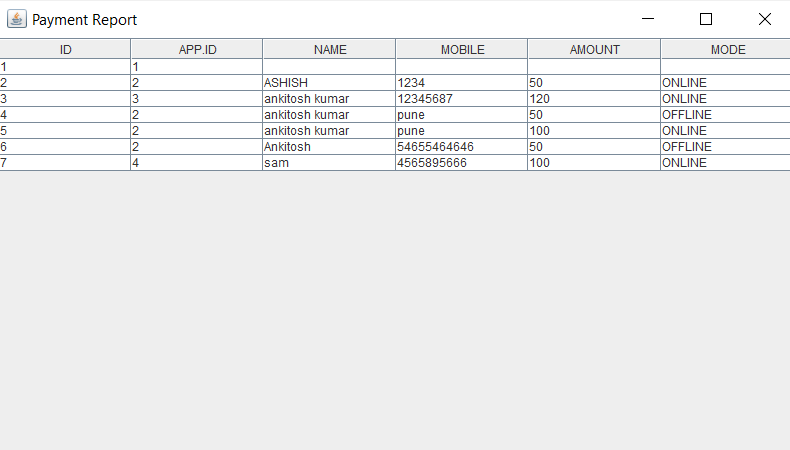 Payment Report
ID APP.ID NAME MOBILE AMOUNT MODE
1 1
2 2 ASHISH 1234 50 ONLINE
3 3 ankitosh kumar 12345687 120 ONLINE
4 2 ankitosh kumar pune 50 OFFLINE
5 2 ankitosh kumar pune 100 ONLINE
6 2 Ankitosh 54655464646 50 OFFLINE
7 4 sam 4565895666 100 ONLINE